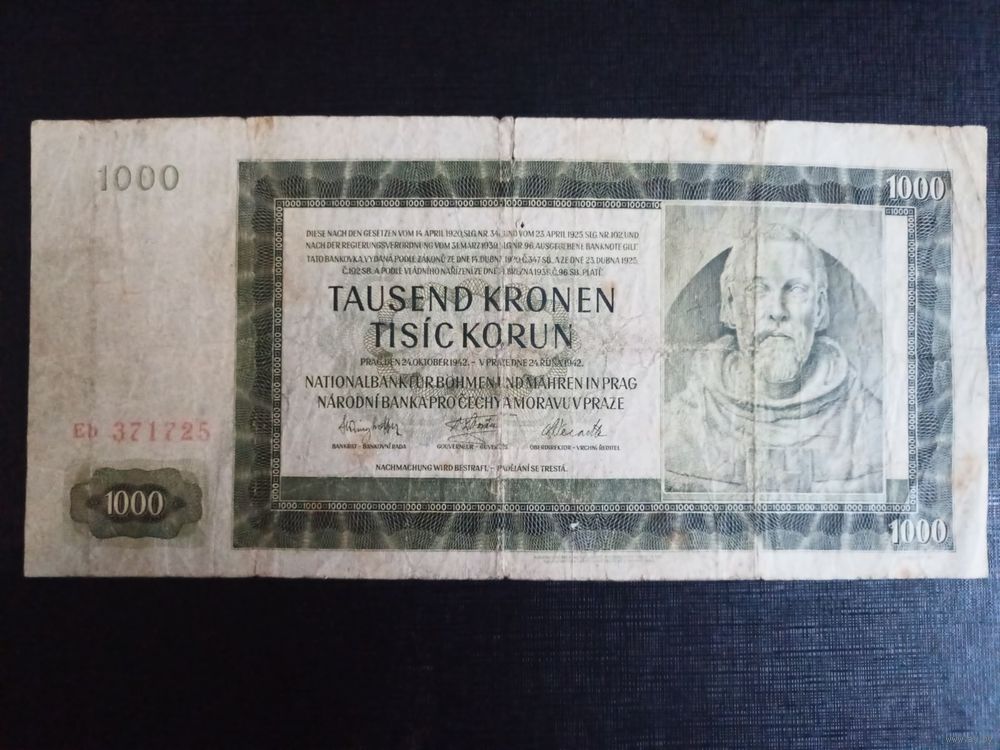 1000
1000
DIESE NACH DEN GESETZEN VOM 14. APRIL 1920, SLG. NR. 347 UND VOM 23. APRIL 1925, SLG. NR. 102, UND
NACH DER REGIERUNGSVERORDNUNG VOM 31. MÄRZ 1939, SLG. NR. 96, AUSGEGEBENE BANKNOTE GILT
TATO BANKOVKA, VYDANÁ PODLE ZÁKONŮ ZE DNE 14. DUBNA 1920, Č. 347 SB. A ZE DNE 23. DUBNA 1925,
Č. 102 SB. A PODLE VLÁDNÍHO NAŘÍZENÍ ZE DNE BŘEZNA 1939, Č. 96 SB. PLATÍ
TAUSEND KRONEN
TISÍC KORUN
PRAG, DEN 24. OKTOBER 1942. – V PRAZE DNE 24. ŘÍJNA 1942.
NATIONALBANK FÜR BÖHMEN UND MÄHREN IN PRAG
NÁRODNÍ BANKA PRO ČECHY A MORAVU V PRAZE
BANKRAT – BANKOVNÍ RADA GOUVERNEUR – GUVERNÉR OBERDIREKTOR – VRCHNÍ ŘEDITEL
NACHMACHUNG WIRD BESTRAFT. – PADĚLÁNÍ SE TRESTÁ.
Eb 371725
1000
1000